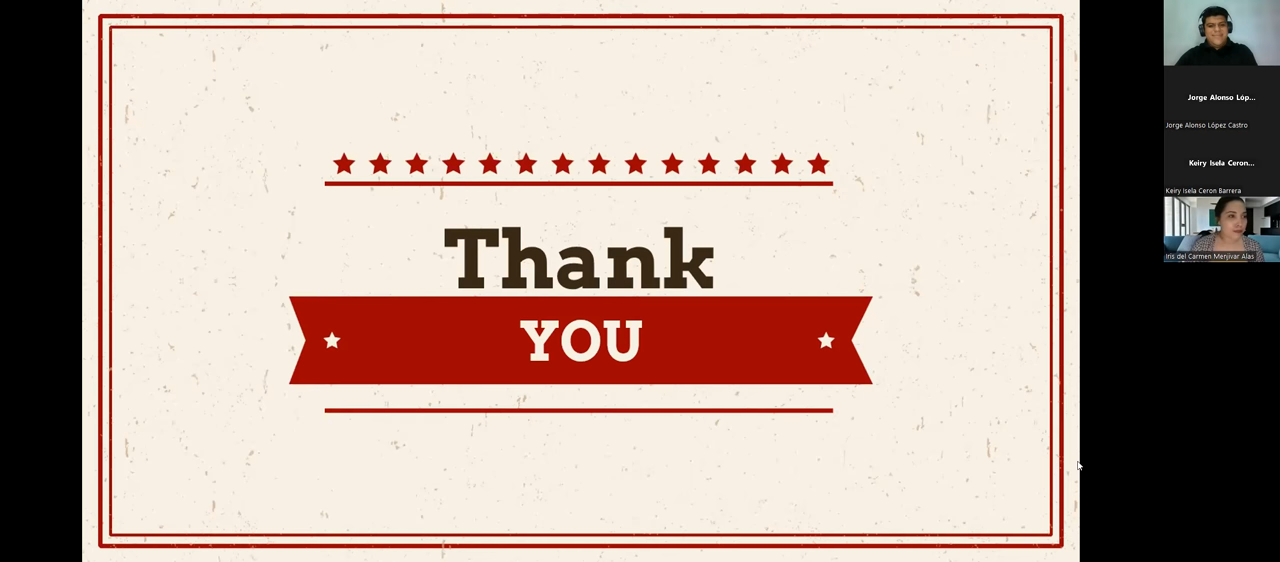 Thank
YOU
Jorge Alonso Lóp...
Jorge Alonso López Castro
Keiry Isela Ceron...
Keiry Isela Ceron Barrera
Iris del Carmen Menjivar Alas